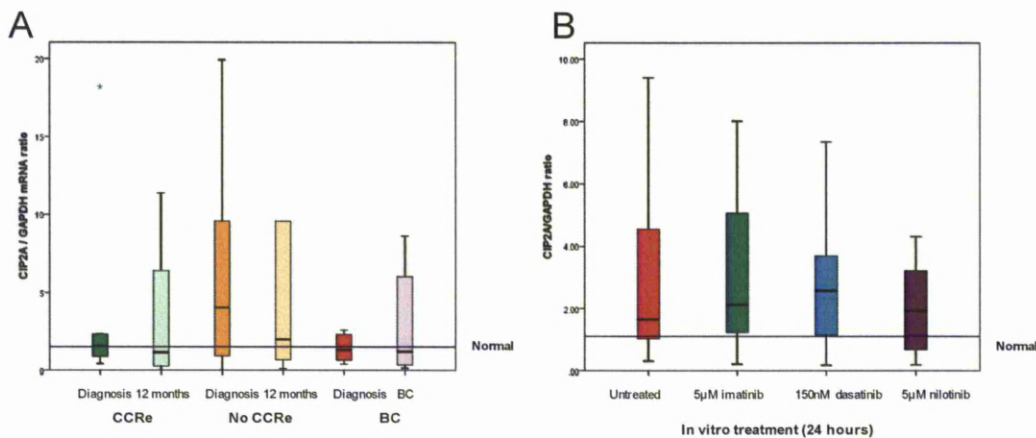 A
CIP2A / GAPDH mRNA ratio
20
15
10
5
0
Normal
Diagnosis 12 months Diagnosis 12 months Diagnosis BC
CCRe No CCRe BC
B
CIP2A/GAPDH ratio
10.00
8.00
6.00
4.00
2.00
.00
Normal
Untreated 5µM imatinib 150nM dasatinib 5µM nilotinib
In vitro treatment (24 hours)